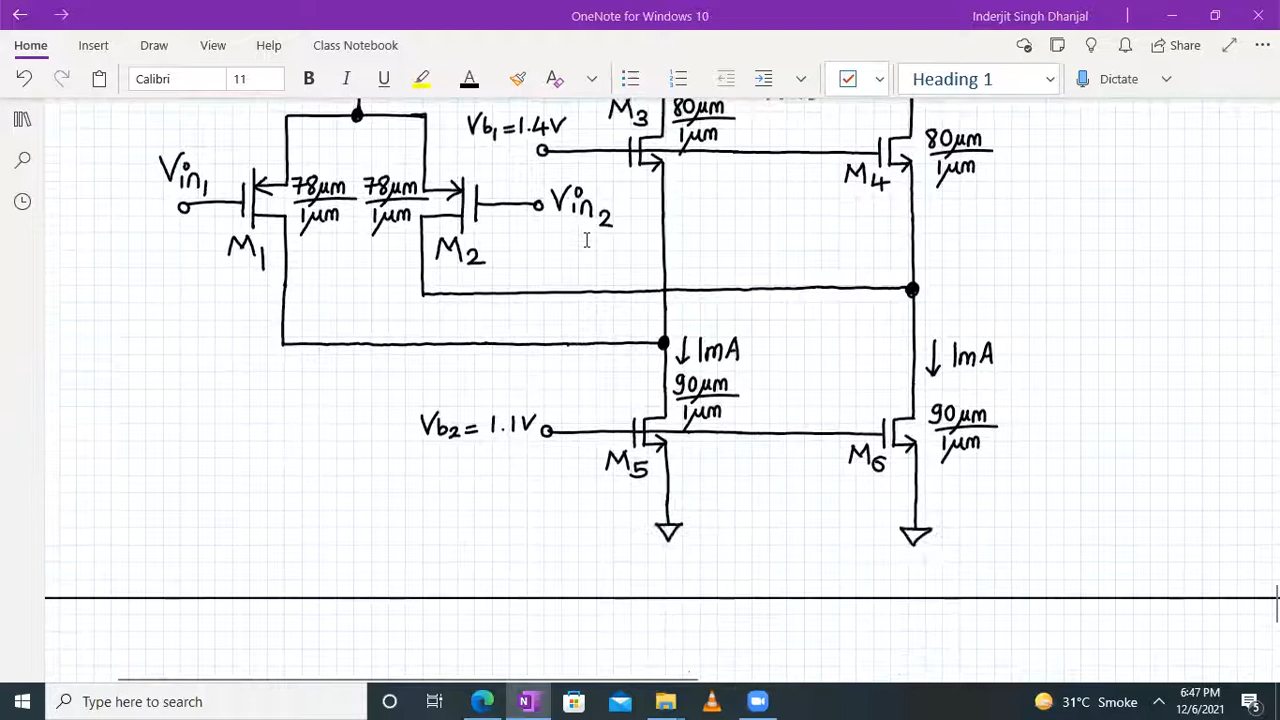 OneNote for Windows 10
Inderjit Singh Dhanjal
Home Insert Draw View Help Class Notebook
Share
Calibri 11 B I U A Heading 1 Dictate
M3 80μm/1μm
Vb1 = 1.4V
M4 80μm/1μm
Vin1 78μm/1μm 78μm/1μm Vin2
M1 M2
↓ 1mA ↓ 1mA
90μm/1μm 90μm/1μm
Vb2 = 1.1V
M5 M6
Type here to search
31°C Smoke
6:47 PM
12/6/2021
5